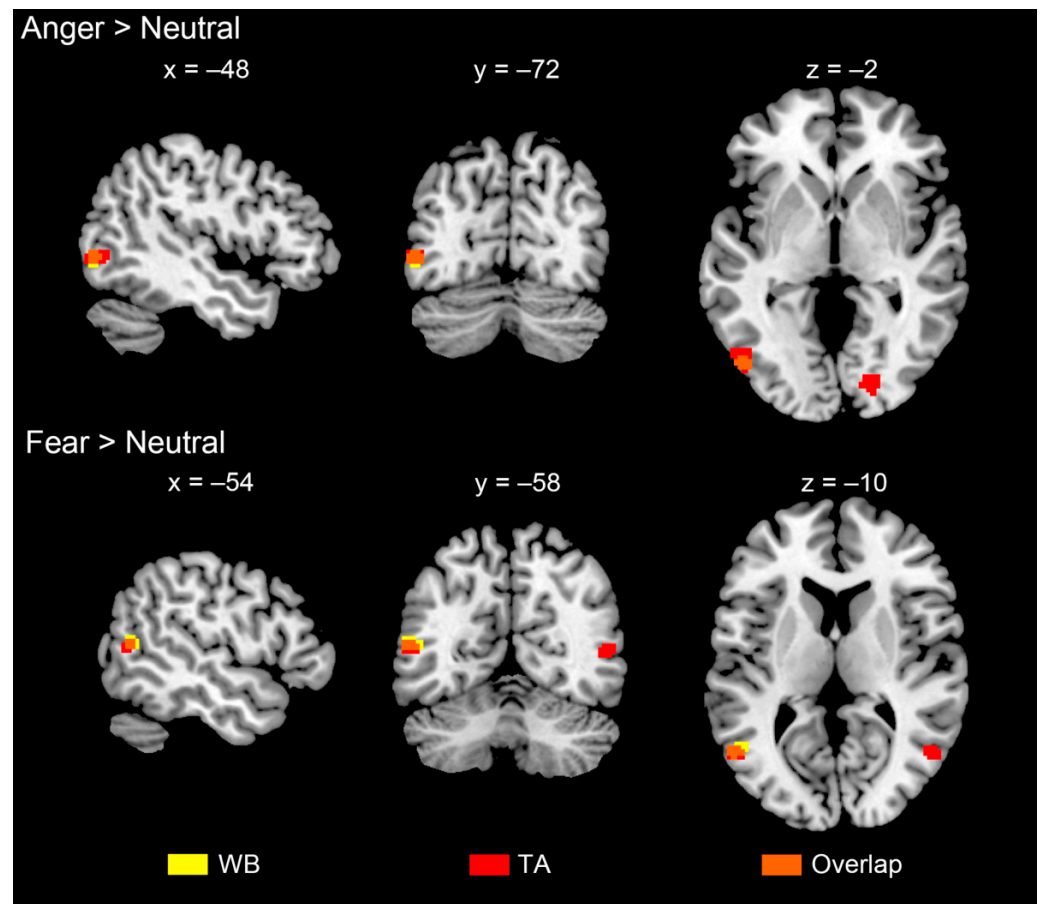 Anger > Neutral
x = –48 y = –72 z = –2
Fear > Neutral
x = –54 y = –58 z = –10
WB TA Overlap